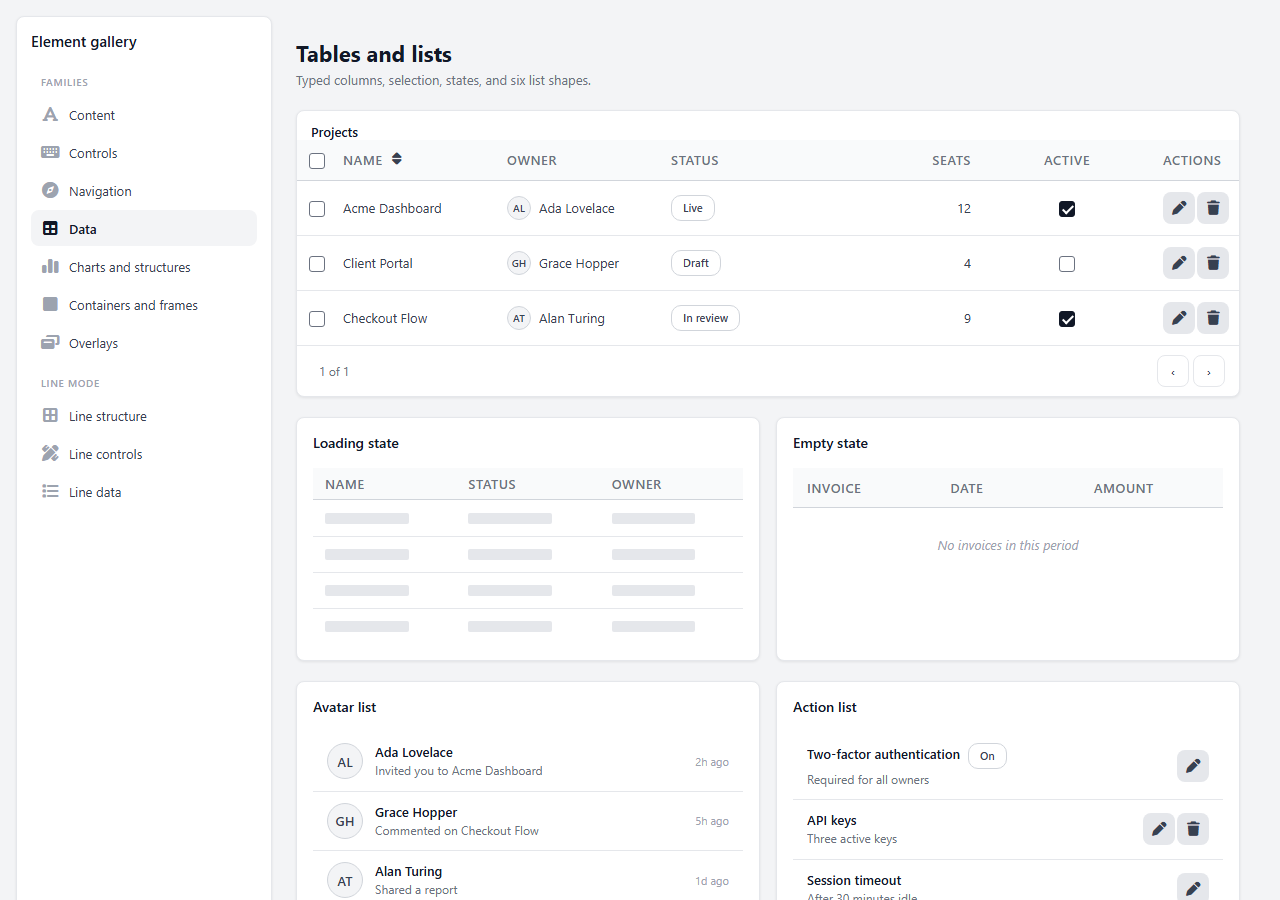 Element gallery
FAMILIES
Content
Controls
Navigation
Data
Charts and structures
Containers and frames
Overlays
LINE MODE
Line structure
Line controls
Line data
Tables and lists
Typed columns, selection, states, and six list shapes.
Projects
NAME OWNER STATUS SEATS ACTIVE ACTIONS
Acme Dashboard AL Ada Lovelace Live 12
Client Portal GH Grace Hopper Draft 4
Checkout Flow AT Alan Turing In review 9
1 of 1 ‹ ›
Loading state
NAME STATUS OWNER
Empty state
INVOICE DATE AMOUNT
No invoices in this period
Avatar list
AL Ada Lovelace 2h ago
Invited you to Acme Dashboard
GH Grace Hopper 5h ago
Commented on Checkout Flow
AT Alan Turing 1d ago
Shared a report
Action list
Two-factor authentication On
Required for all owners
API keys
Three active keys
Session timeout
After 30 minutes idle